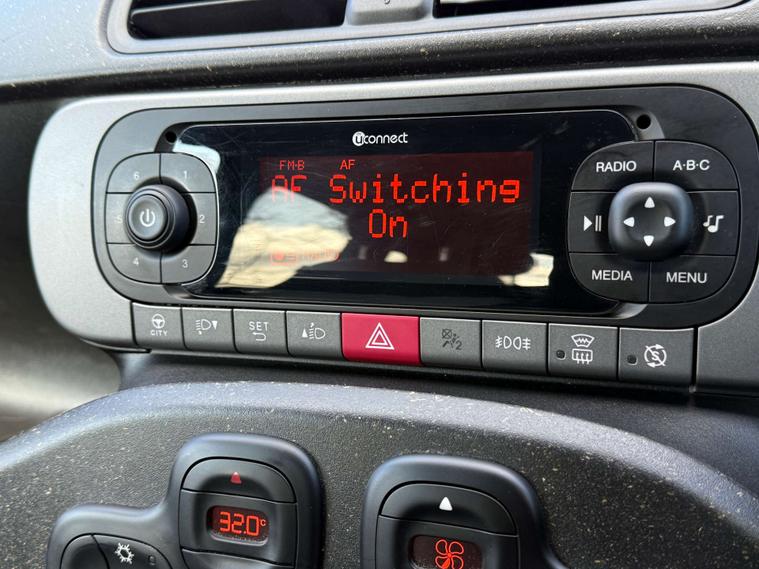 uconnect
FM-B AF
AF Switching
On
6 1
5 2
4 3
RADIO A·B·C
MEDIA MENU
CITY
SET
2
32.0°C